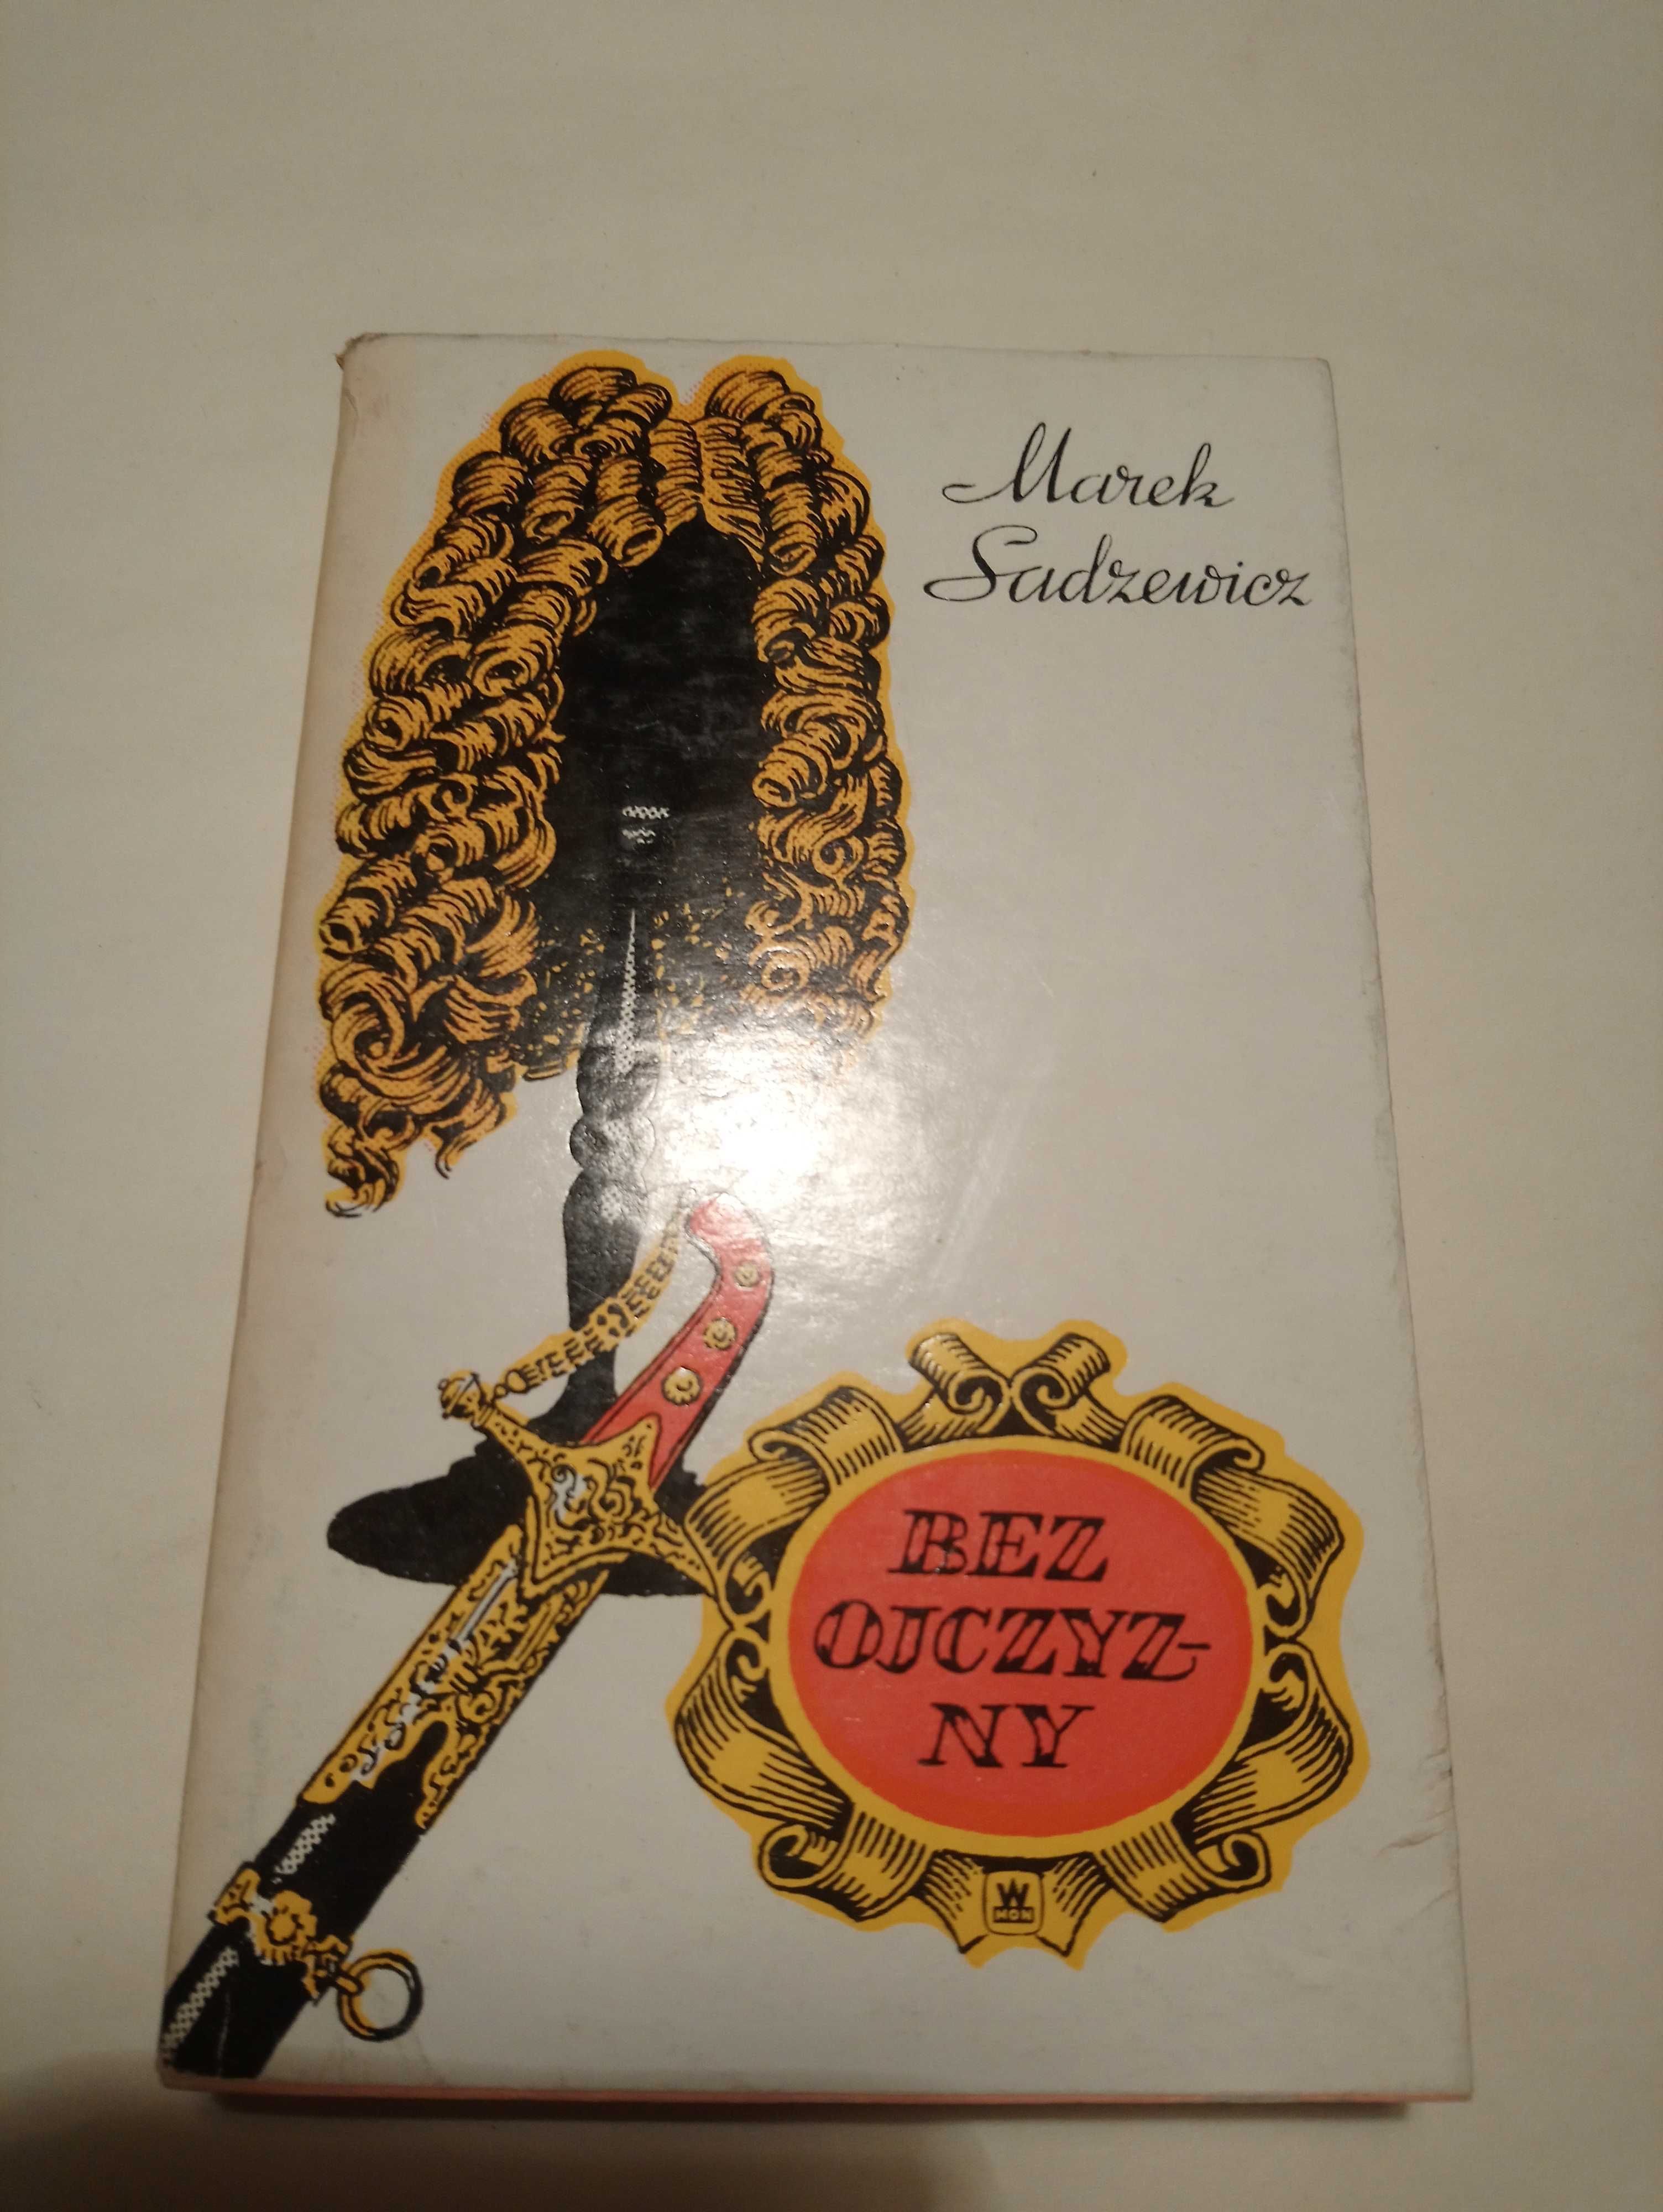 Marek
Sadzewicz
BEZ
OJCZYZ-
NY
W
MON